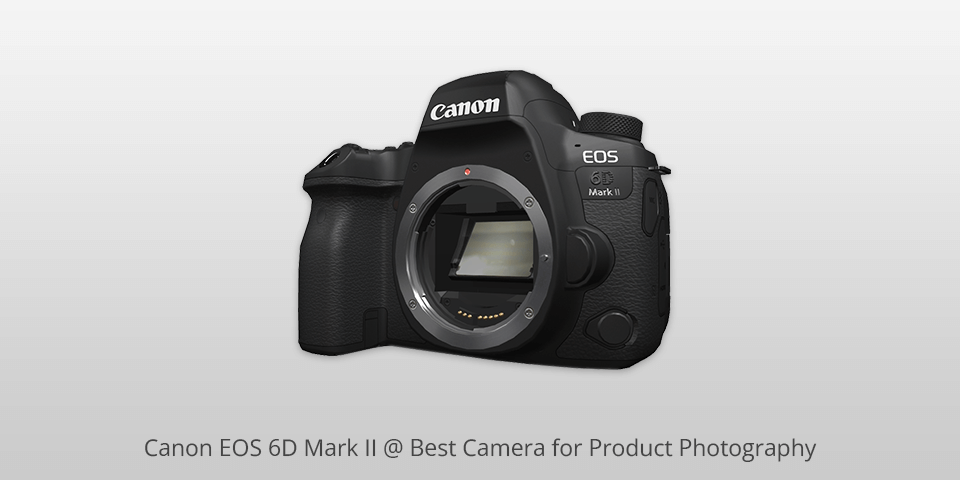 Canon
EOS
6D
Mark II
Canon EOS 6D Mark II @ Best Camera for Product Photography